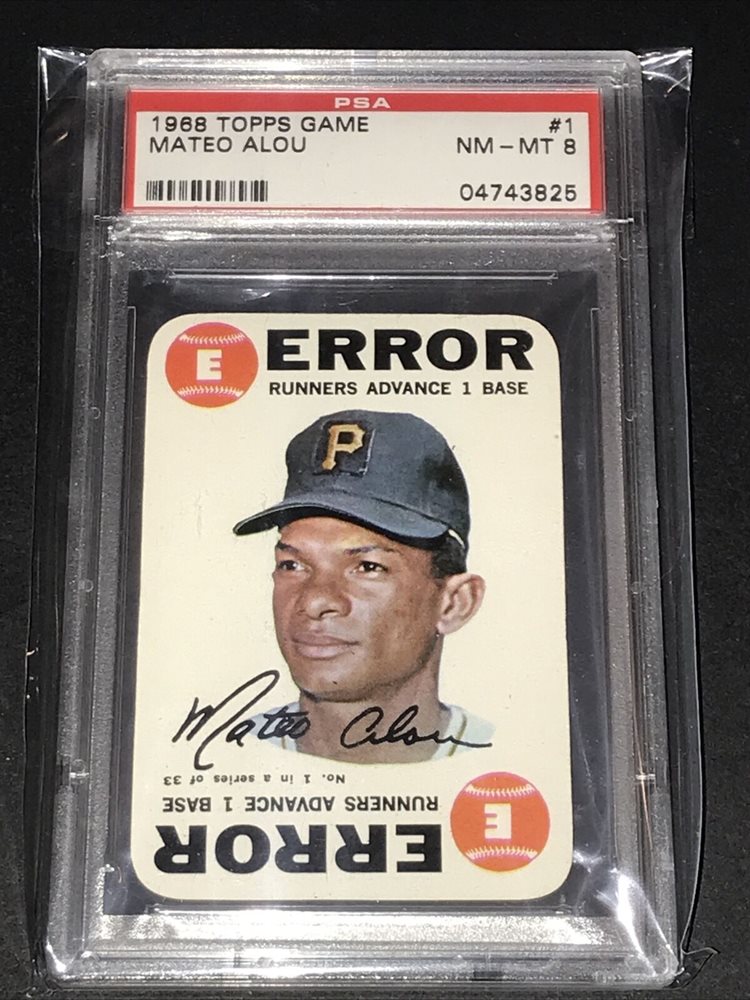 PSA
1968 TOPPS GAME #1
MATEO ALOU NM - MT 8
04743825
E ERROR
RUNNERS ADVANCE 1 BASE
P
Mateo Alou
No. 1 in a series of 33
RUNNERS ADVANCE 1 BASE
ERROR E